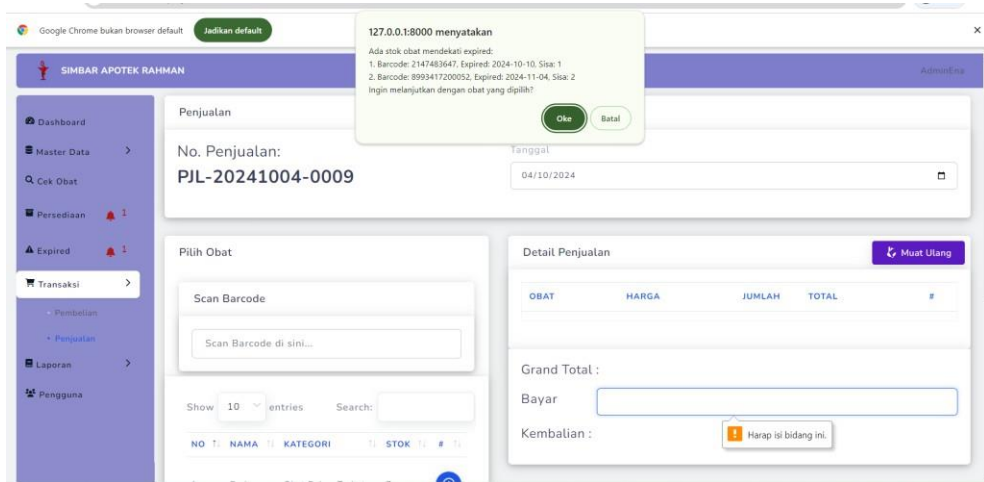 Google Chrome bukan browser default
Jadikan default
127.0.0.1:8000 menyatakan
Ada stok obat mendekati expired:
1. Barcode: 2147483647, Expired: 2024-10-10, Sisa: 1
2. Barcode: 8993417200052, Expired: 2024-11-04, Sisa: 2
Ingin melanjutkan dengan obat yang dipilih?
Oke
Batal
SIMBAR APOTEK RAHMAN
AdminEna
Dashboard
Master Data
Cek Obat
Persediaan 1
Expired 1
Transaksi
- Pembelian
- Penjualan
Laporan
Pengguna
Penjualan
No. Penjualan:
PJL-20241004-0009
Tanggal
04/10/2024
Pilih Obat
Scan Barcode
Scan Barcode di sini...
Show 10 entries Search:
NO NAMA KATEGORI STOK #
Detail Penjualan
Muat Ulang
OBAT HARGA JUMLAH TOTAL #
Grand Total :
Bayar
Kembalian :
Harap isi bidang ini.